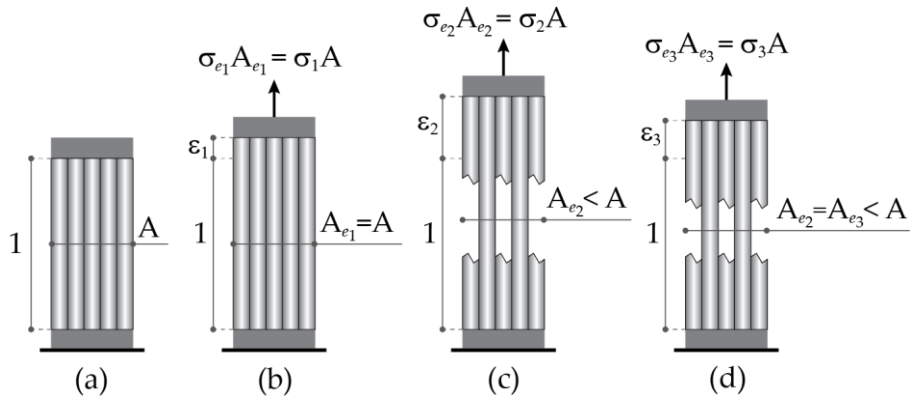 σₑ₂Aₑ₂ = σ₂A
σₑ₃Aₑ₃ = σ₃A
σₑ₁Aₑ₁ = σ₁A
ε₂
ε₃
ε₁
1
A
1
Aₑ₁=A
1
Aₑ₂< A
1
Aₑ₂=Aₑ₃< A
(a)
(b)
(c)
(d)